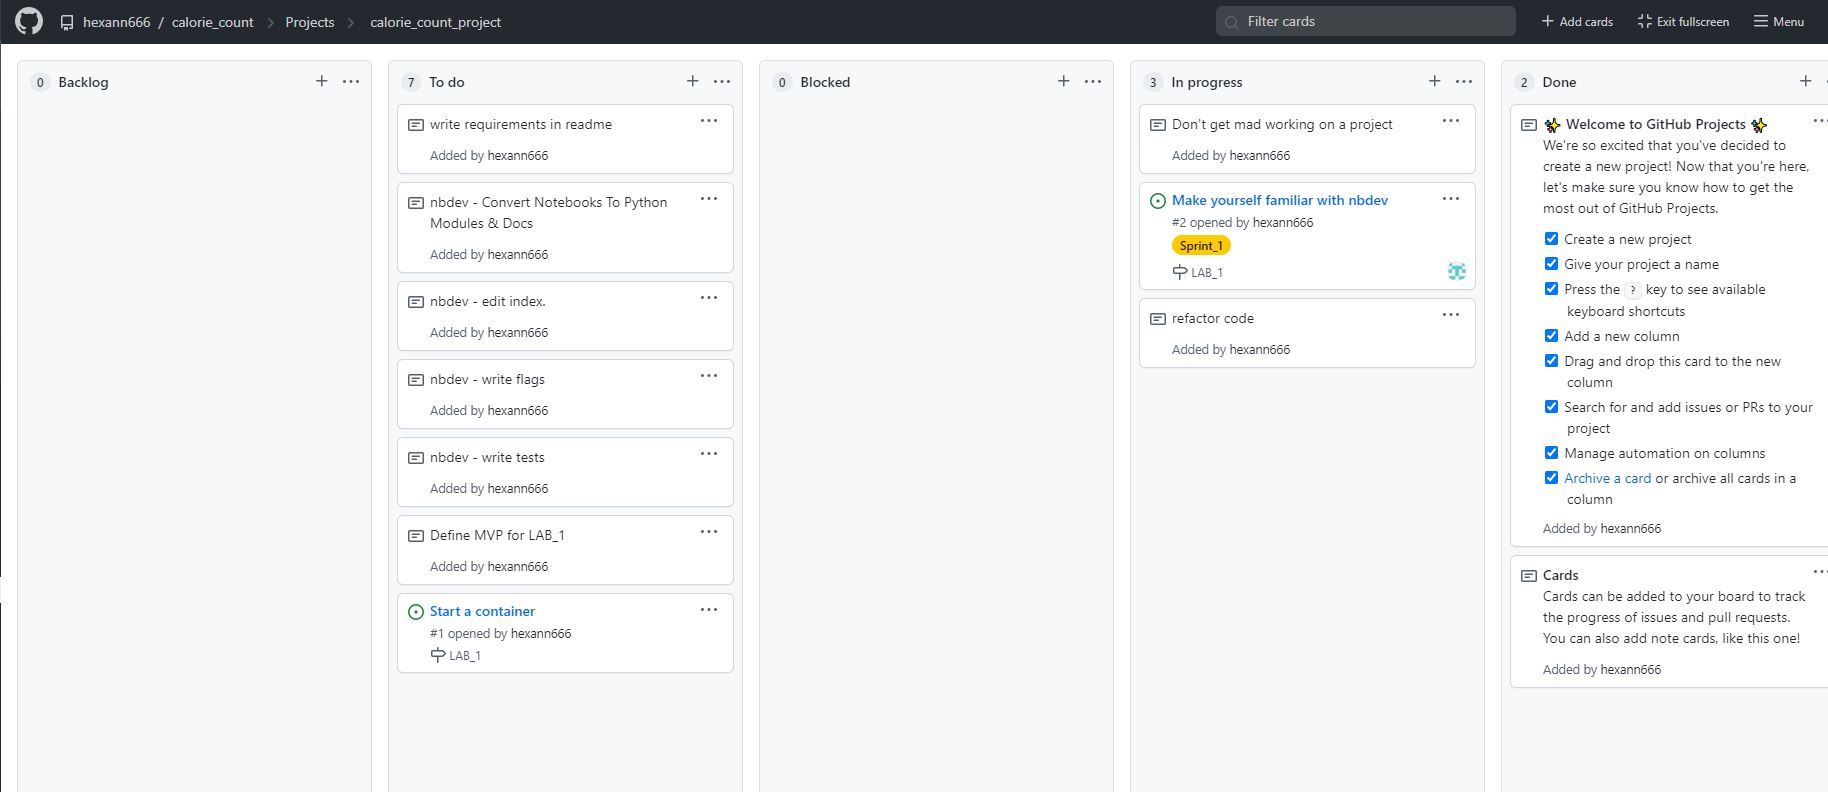 hexann666 / calorie_count > Projects > calorie_count_project
Filter cards
+ Add cards
Exit fullscreen
Menu
0 Backlog
7 To do
write requirements in readme
Added by hexann666
nbdev - Convert Notebooks To Python
Modules & Docs
Added by hexann666
nbdev - edit index.
Added by hexann666
nbdev - write flags
Added by hexann666
nbdev - write tests
Added by hexann666
Define MVP for LAB_1
Added by hexann666
Start a container
#1 opened by hexann666
LAB_1
0 Blocked
3 In progress
Don't get mad working on a project
Added by hexann666
Make yourself familiar with nbdev
#2 opened by hexann666
Sprint_1
LAB_1
refactor code
Added by hexann666
2 Done
✨ Welcome to GitHub Projects ✨
We're so excited that you've decided to
create a new project! Now that you're here,
let's make sure you know how to get the
most out of GitHub Projects.
Create a new project
Give your project a name
Press the ? key to see available
keyboard shortcuts
Add a new column
Drag and drop this card to the new
column
Search for and add issues or PRs to your
project
Manage automation on columns
Archive a card or archive all cards in a
column
Added by hexann666
Cards
Cards can be added to your board to track
the progress of issues and pull requests.
You can also add note cards, like this one!
Added by hexann666